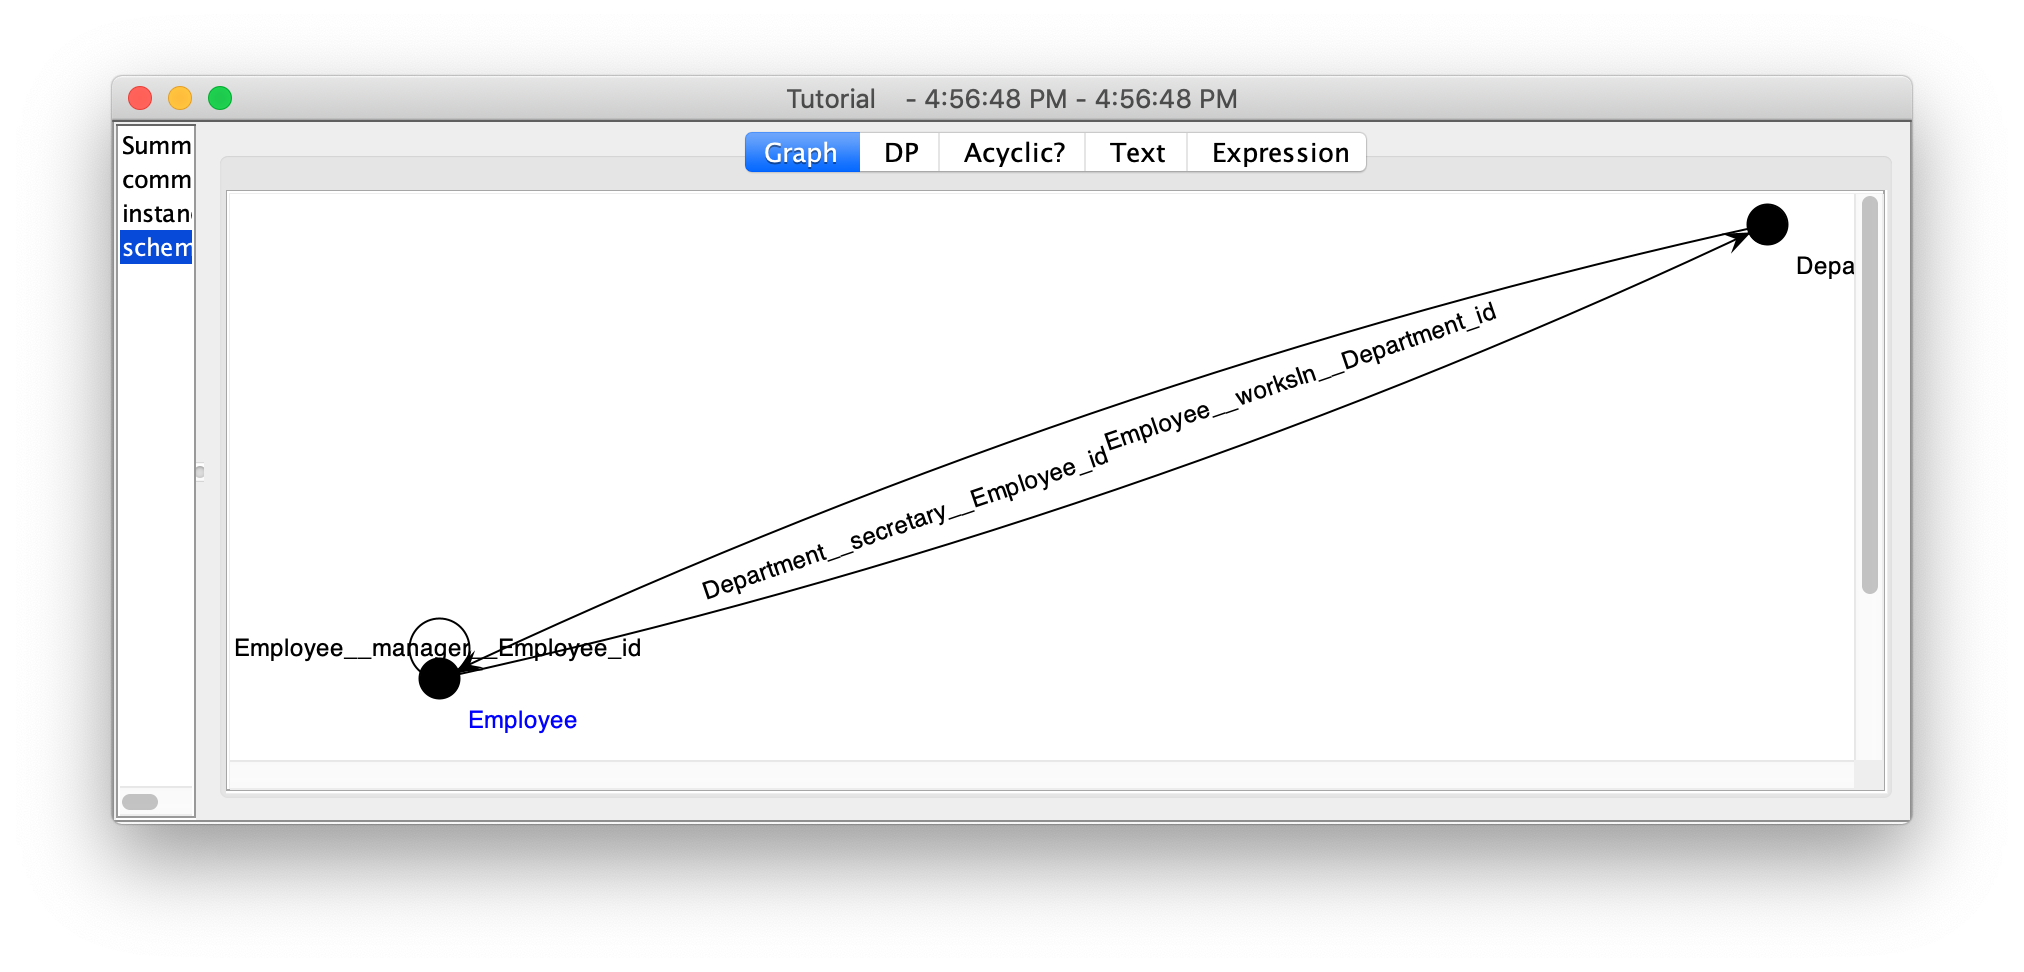 Tutorial - 4:56:48 PM - 4:56:48 PM
Summ
comm
instan
schem
Graph DP Acyclic? Text Expression
Depa
Employee__worksIn__Department_id
Department__secretary__Employee_id
Employee__manager__Employee_id
Employee